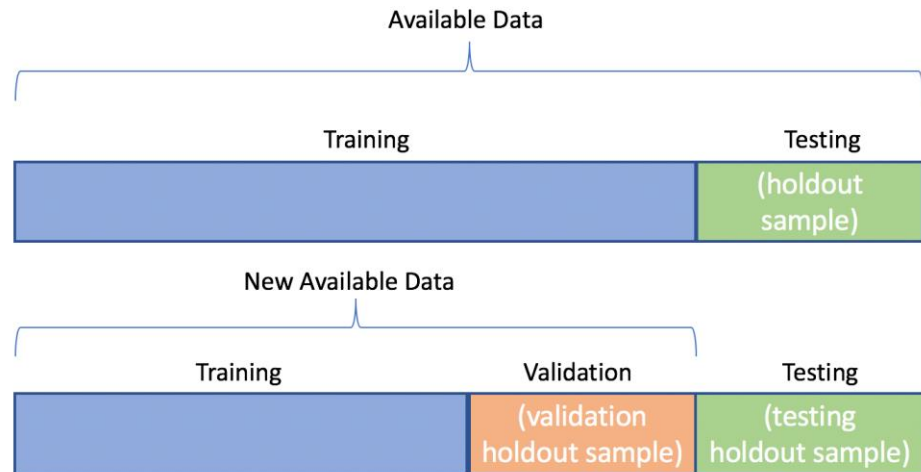 Available Data
Training Testing
(holdout
sample)
New Available Data
Training Validation Testing
(validation
holdout sample)
(testing
holdout sample)